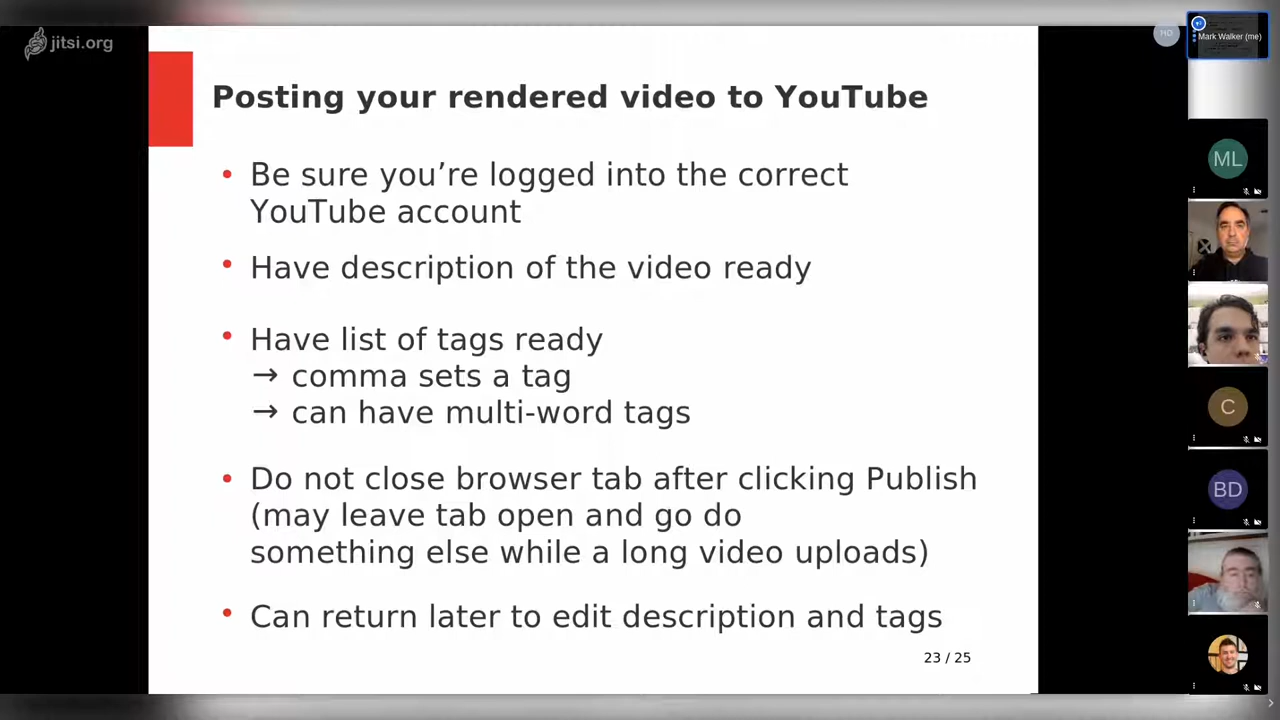 jitsi.org
MD
Mark Walker (me)
Posting your rendered video to YouTube
• Be sure you’re logged into the correct
YouTube account
• Have description of the video ready
• Have list of tags ready
→ comma sets a tag
→ can have multi-word tags
• Do not close browser tab after clicking Publish
(may leave tab open and go do
something else while a long video uploads)
• Can return later to edit description and tags
23 / 25
ML
C
BD